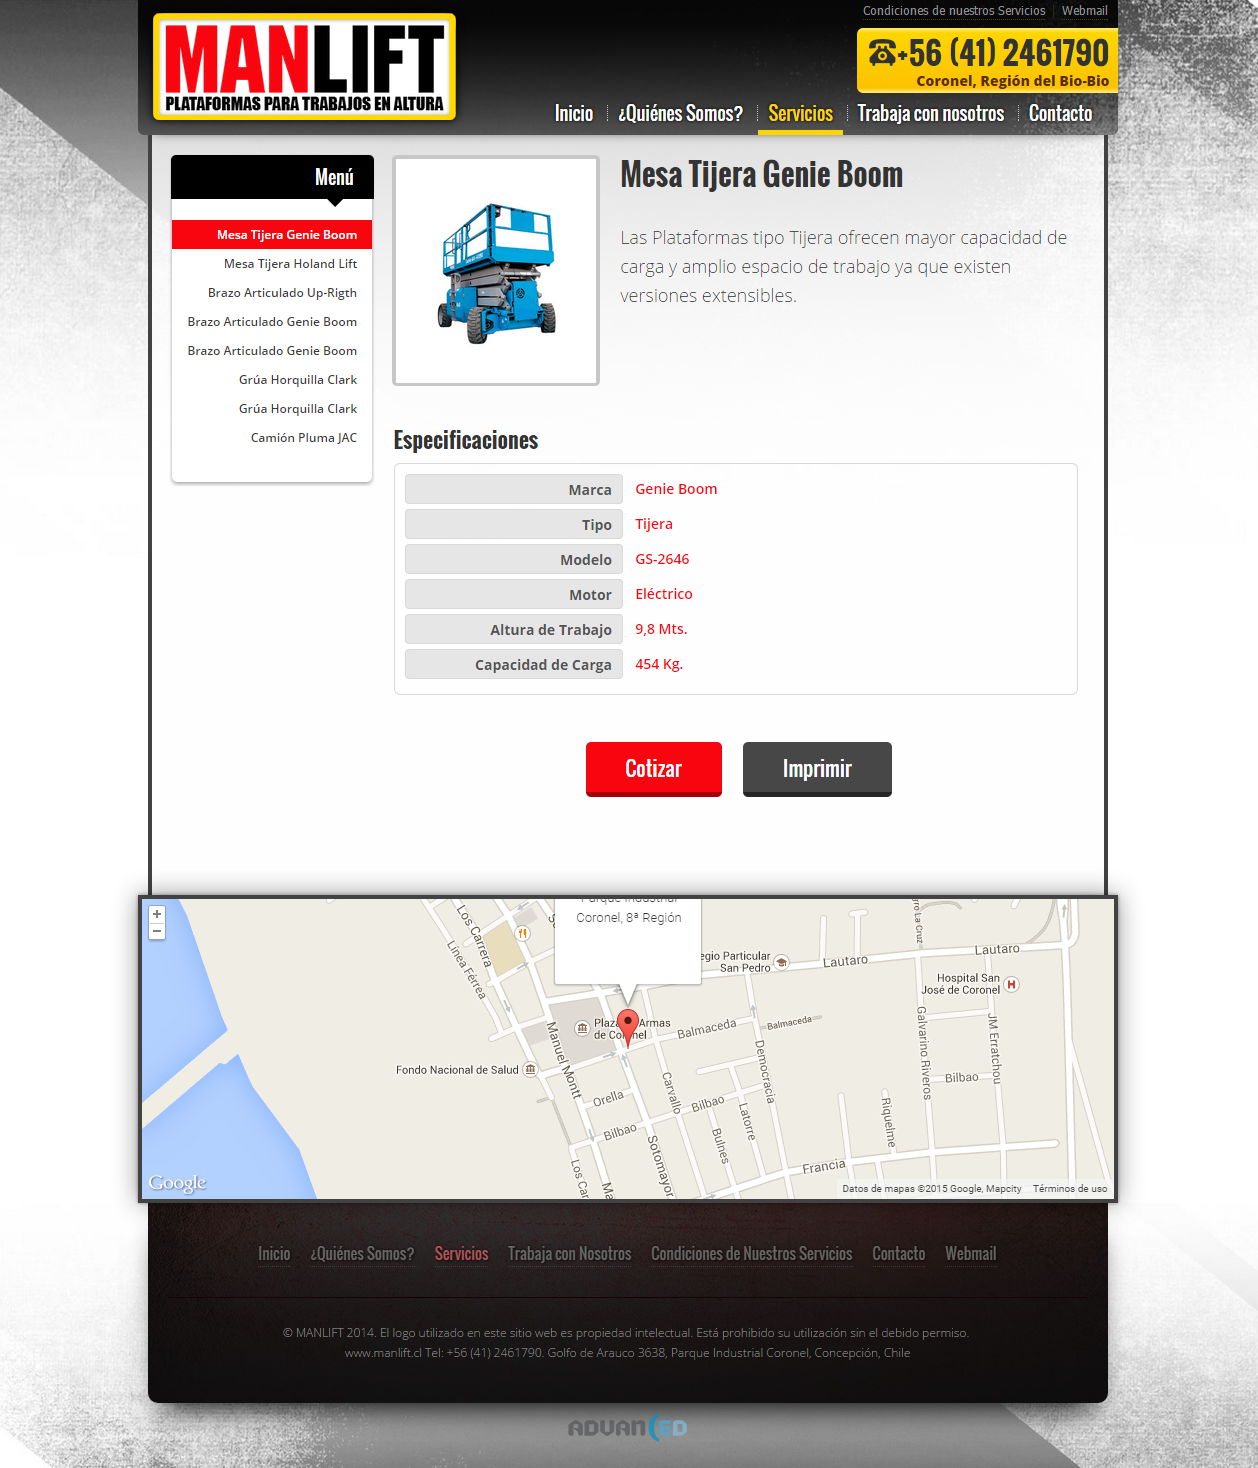 Condiciones de nuestros Servicios
Webmail
MANLIFT
PLATAFORMAS PARA TRABAJOS EN ALTURA
+56 (41) 2461790
Coronel, Región del Bio-Bio
Inicio
¿Quiénes Somos?
Servicios
Trabaja con nosotros
Contacto
Menú
Mesa Tijera Genie Boom
Mesa Tijera Holand Lift
Brazo Articulado Up-Rigth
Brazo Articulado Genie Boom
Brazo Articulado Genie Boom
Grúa Horquilla Clark
Grúa Horquilla Clark
Camión Pluma JAC
Mesa Tijera Genie Boom
Las Plataformas tipo Tijera ofrecen mayor capacidad de
carga y amplio espacio de trabajo ya que existen
versiones extensibles.
Especificaciones
Marca Genie Boom
Tipo Tijera
Modelo GS-2646
Motor Eléctrico
Altura de Trabajo 9,8 Mts.
Capacidad de Carga 454 Kg.
Cotizar
Imprimir
+
−
Parque Industrial
Coronel, 8ª Región
Los Carrera
Línea Férrea
egio Particular
San Pedro
Lautaro
Lautaro
gro La Cruz
Hospital San
José de Coronel
H
Plaza Armas
de Coronel
Balmaceda
Balmaceda
Manuel Montt
Fondo Nacional de Salud
Orella
Bilbao
Bilbao
Bilbao
Carvallo
Democracia
Latorre
Bulnes
Sotomayor
Los Car
Ma
Galvarino Riveros
JM Erratchou
Riquelme
Francia
Google
Datos de mapas ©2015 Google, Mapcity
Términos de uso
Inicio
¿Quiénes Somos?
Servicios
Trabaja con Nosotros
Condiciones de Nuestros Servicios
Contacto
Webmail
© MANLIFT 2014. El logo utilizado en este sitio web es propiedad intelectual. Está prohibido su utilización sin el debido permiso.
www.manlift.cl Tel: +56 (41) 2461790. Golfo de Arauco 3638, Parque Industrial Coronel, Concepción, Chile
ADVANCED